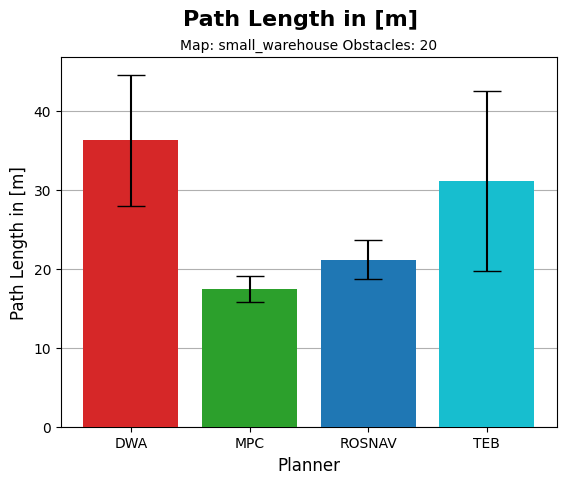 Path Length in [m]
Map: small_warehouse Obstacles: 20
Path Length in [m]
40
30
20
10
0
DWA MPC ROSNAV TEB
Planner